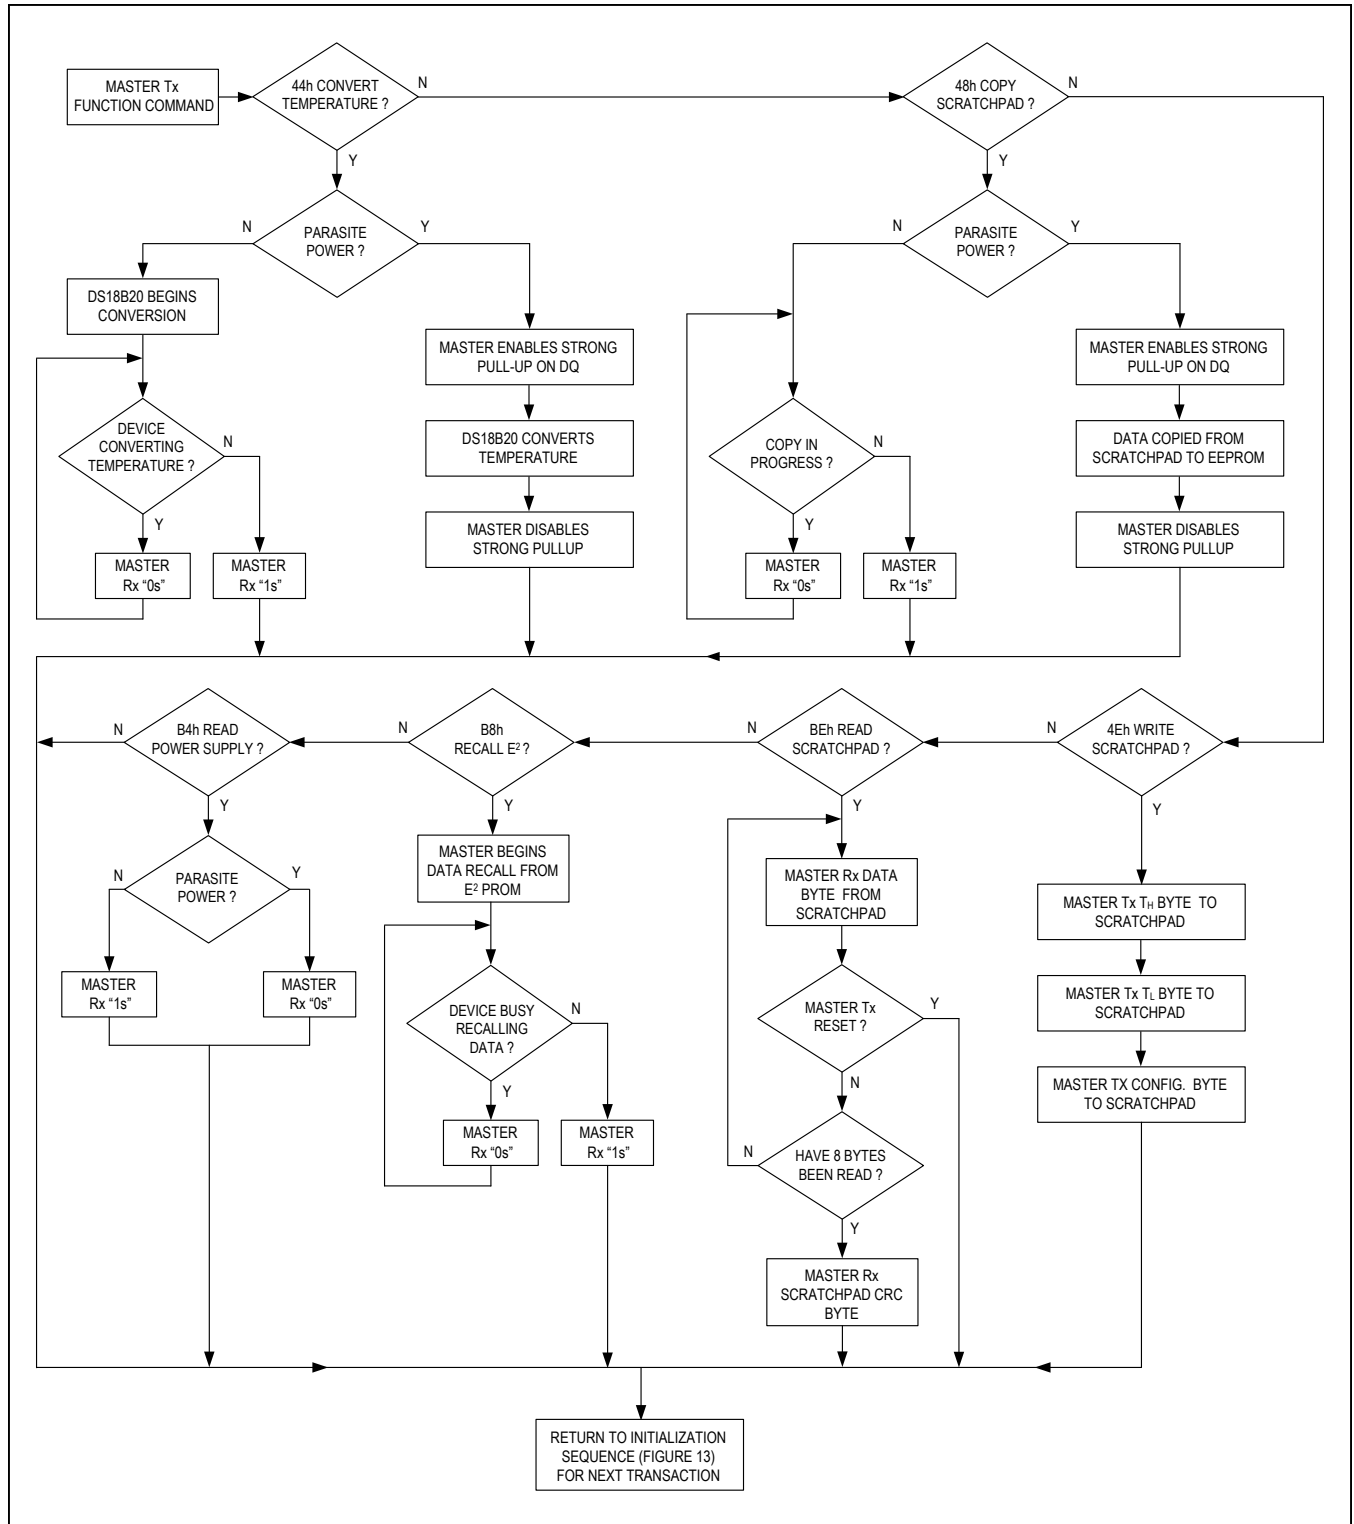 MASTER Tx
FUNCTION COMMAND
44h CONVERT
TEMPERATURE ?
N
Y
48h COPY
SCRATCHPAD ?
N
Y
PARASITE
POWER ?
N
Y
DS18B20 BEGINS
CONVERSION
DEVICE
CONVERTING
TEMPERATURE ?
N
Y
MASTER
Rx “0s”
MASTER
Rx “1s”
MASTER ENABLES STRONG
PULL-UP ON DQ
DS18B20 CONVERTS
TEMPERATURE
MASTER DISABLES
STRONG PULLUP
PARASITE
POWER ?
N
Y
COPY IN
PROGRESS ?
N
Y
MASTER
Rx “0s”
MASTER
Rx “1s”
MASTER ENABLES STRONG
PULL-UP ON DQ
DATA COPIED FROM
SCRATCHPAD TO EEPROM
MASTER DISABLES
STRONG PULLUP
B4h READ
POWER SUPPLY ?
N
Y
PARASITE
POWER ?
N
Y
MASTER
Rx “1s”
MASTER
Rx “0s”
B8h
RECALL E² ?
N
Y
MASTER BEGINS
DATA RECALL FROM
E² PROM
DEVICE BUSY
RECALLING
DATA ?
N
Y
MASTER
Rx “0s”
MASTER
Rx “1s”
BEh READ
SCRATCHPAD ?
N
Y
MASTER Rx DATA
BYTE FROM
SCRATCHPAD
MASTER Tx
RESET ?
Y
N
HAVE 8 BYTES
BEEN READ ?
N
Y
MASTER Rx
SCRATCHPAD CRC
BYTE
4Eh WRITE
SCRATCHPAD ?
N
Y
MASTER Tx TH BYTE TO
SCRATCHPAD
MASTER Tx TL BYTE TO
SCRATCHPAD
MASTER TX CONFIG. BYTE
TO SCRATCHPAD
RETURN TO INITIALIZATION
SEQUENCE (FIGURE 13)
FOR NEXT TRANSACTION